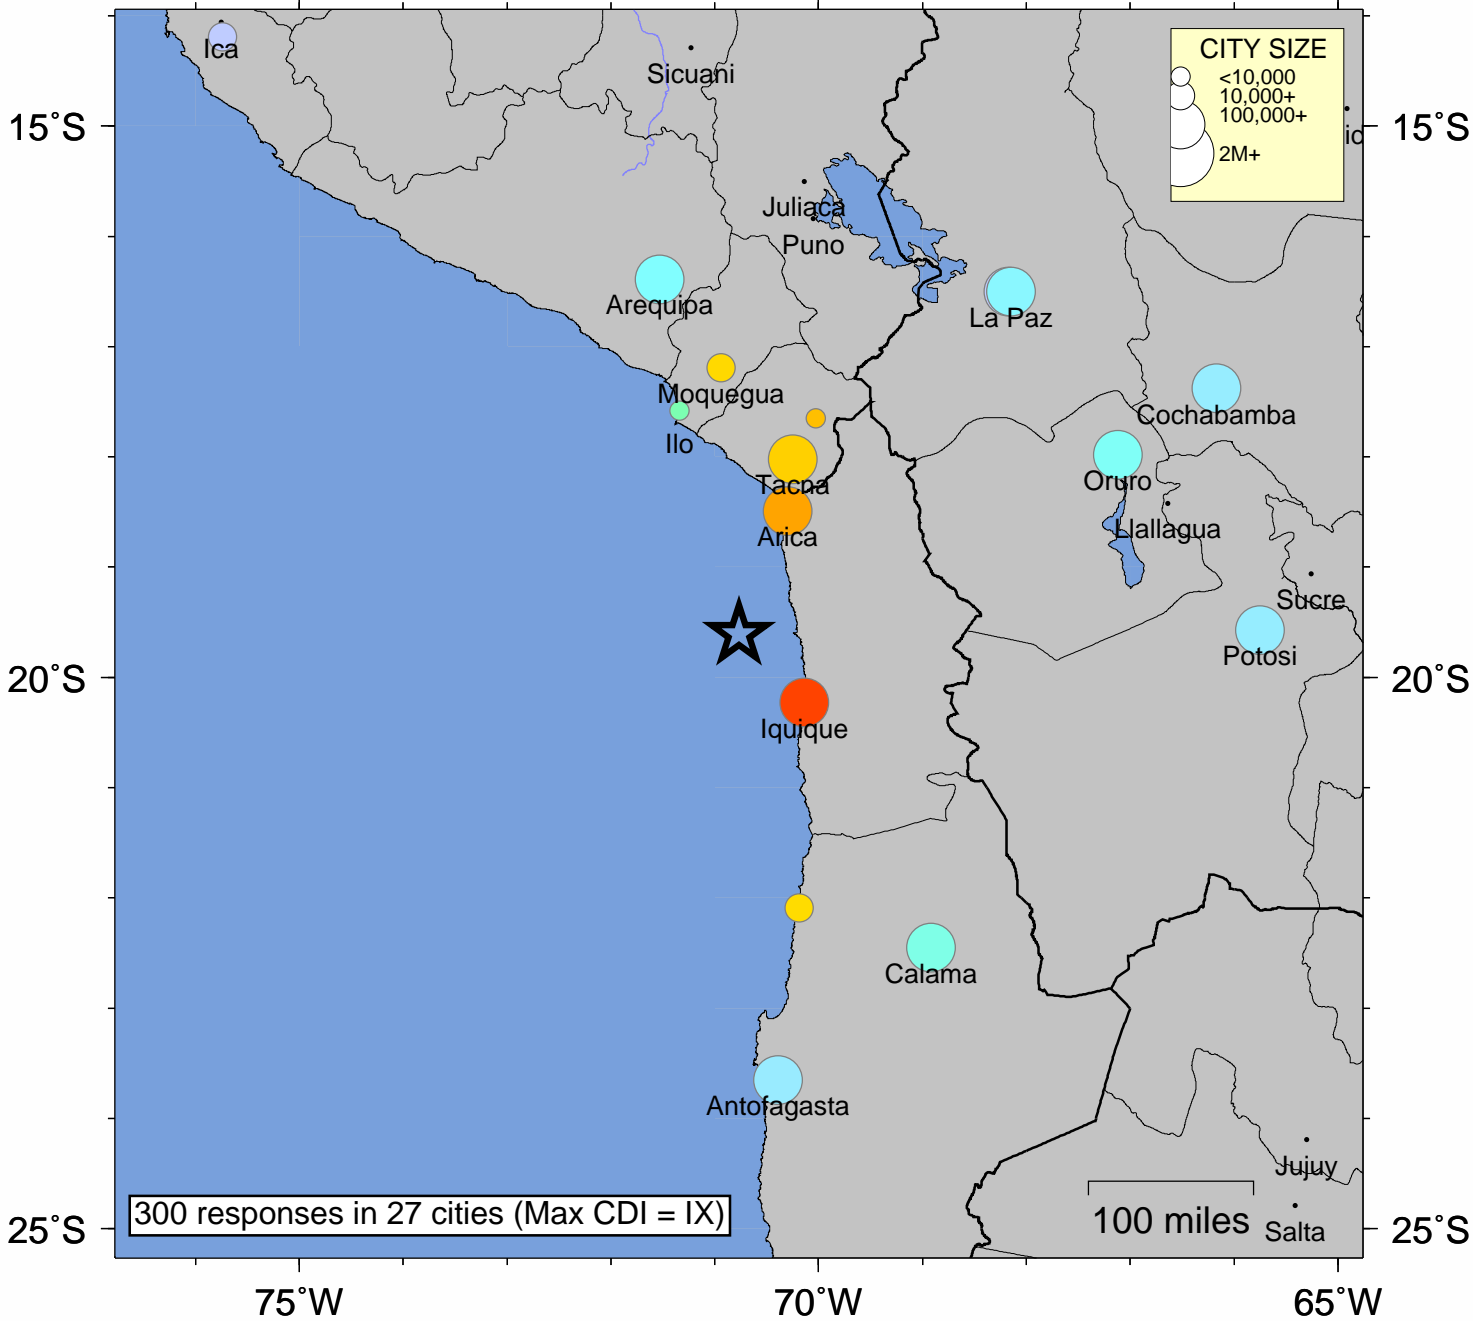 Ica
Sicuani
CITY SIZE
<10,000
10,000+
100,000+
2M+
15°S
15°S
ic
Juliaca
Puno
Arequipa
La Paz
Moquegua
Cochabamba
Ilo
Tacna
Oruro
Arica
Llallagua
Sucre
Potosi
20°S
20°S
Iquique
Calama
Antofagasta
Jujuy
300 responses in 27 cities (Max CDI = IX)
100 miles
Salta
25°S
25°S
75°W
70°W
65°W